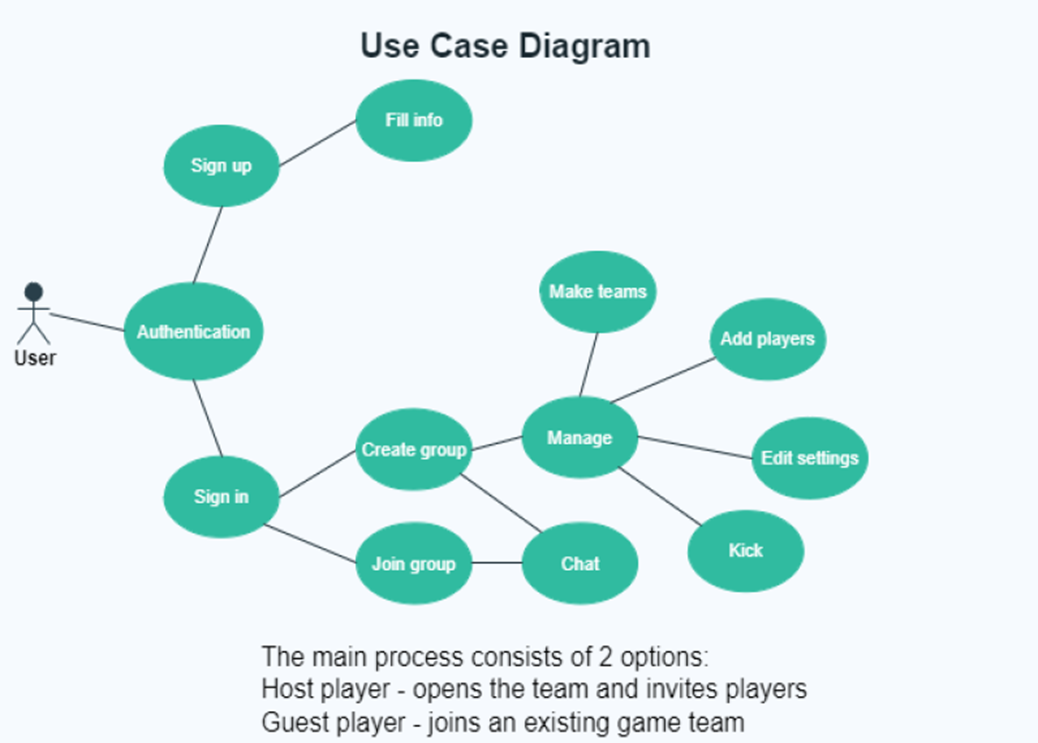 Use Case Diagram
Fill info
Sign up
Make teams
Add players
Authentication
User
Manage
Create group
Edit settings
Sign in
Kick
Join group
Chat
The main process consists of 2 options:
Host player - opens the team and invites players
Guest player - joins an existing game team